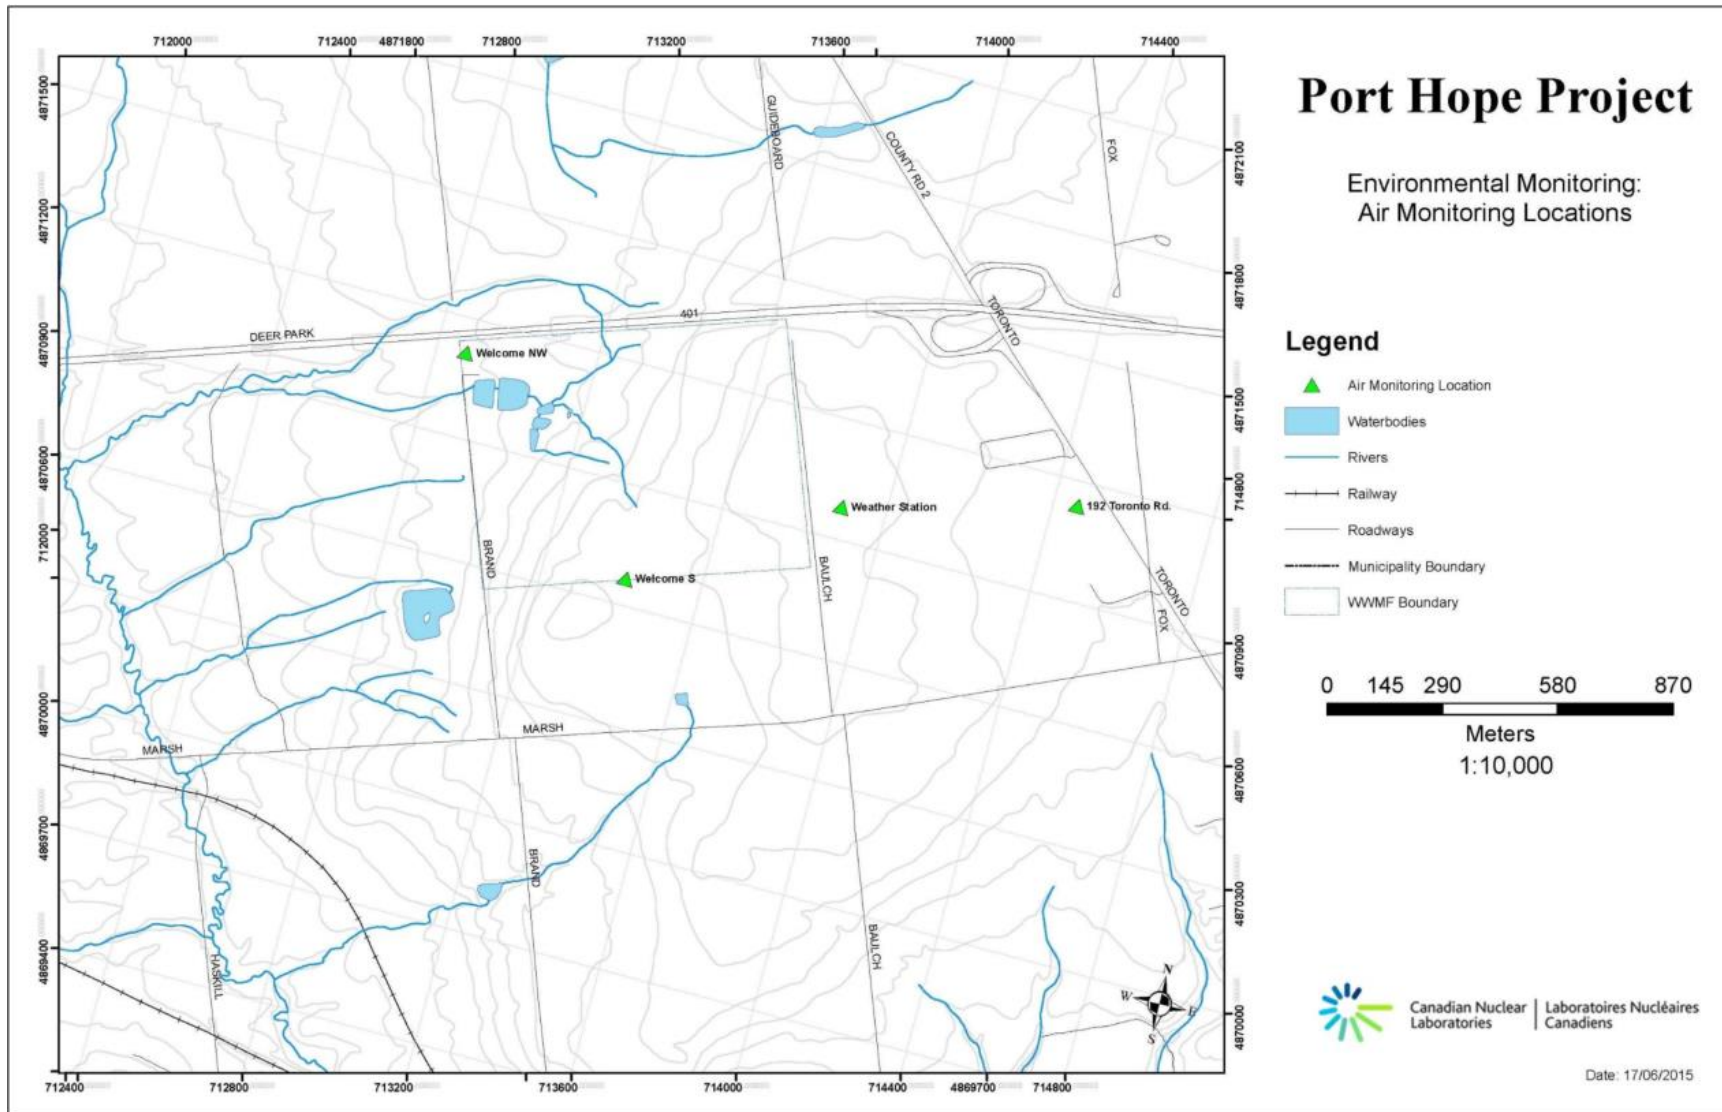 712000 712400 4871800 712800 713200 713600 714000 714400
4871500
4871200
4870900
4870600
712000
4870000
4869700
4869400
4872100
4871800
4871500
714800
4870900
4870600
4870300
4870000
712400 712800 713200 713600 714000 714400 4869700 714800
GUIDEBOARD
COUNTY RD 2
FOX
DEER PARK
401
TORONTO
Welcome NW
Weather Station
192 Toronto Rd.
BRAND
Welcome S
BAULCH
TORONTO
FOX
MARSH
MARSH
BRAND
BAULCH
HASKILL
N
W
E
S
Port Hope Project
Environmental Monitoring:
Air Monitoring Locations
Legend
Air Monitoring Location
Waterbodies
Rivers
Railway
Roadways
Municipality Boundary
WWMF Boundary
0 145 290 580 870
Meters
1:10,000
Canadian Nuclear Laboratoires Nucléaires
Laboratories Canadiens
Date: 17/06/2015